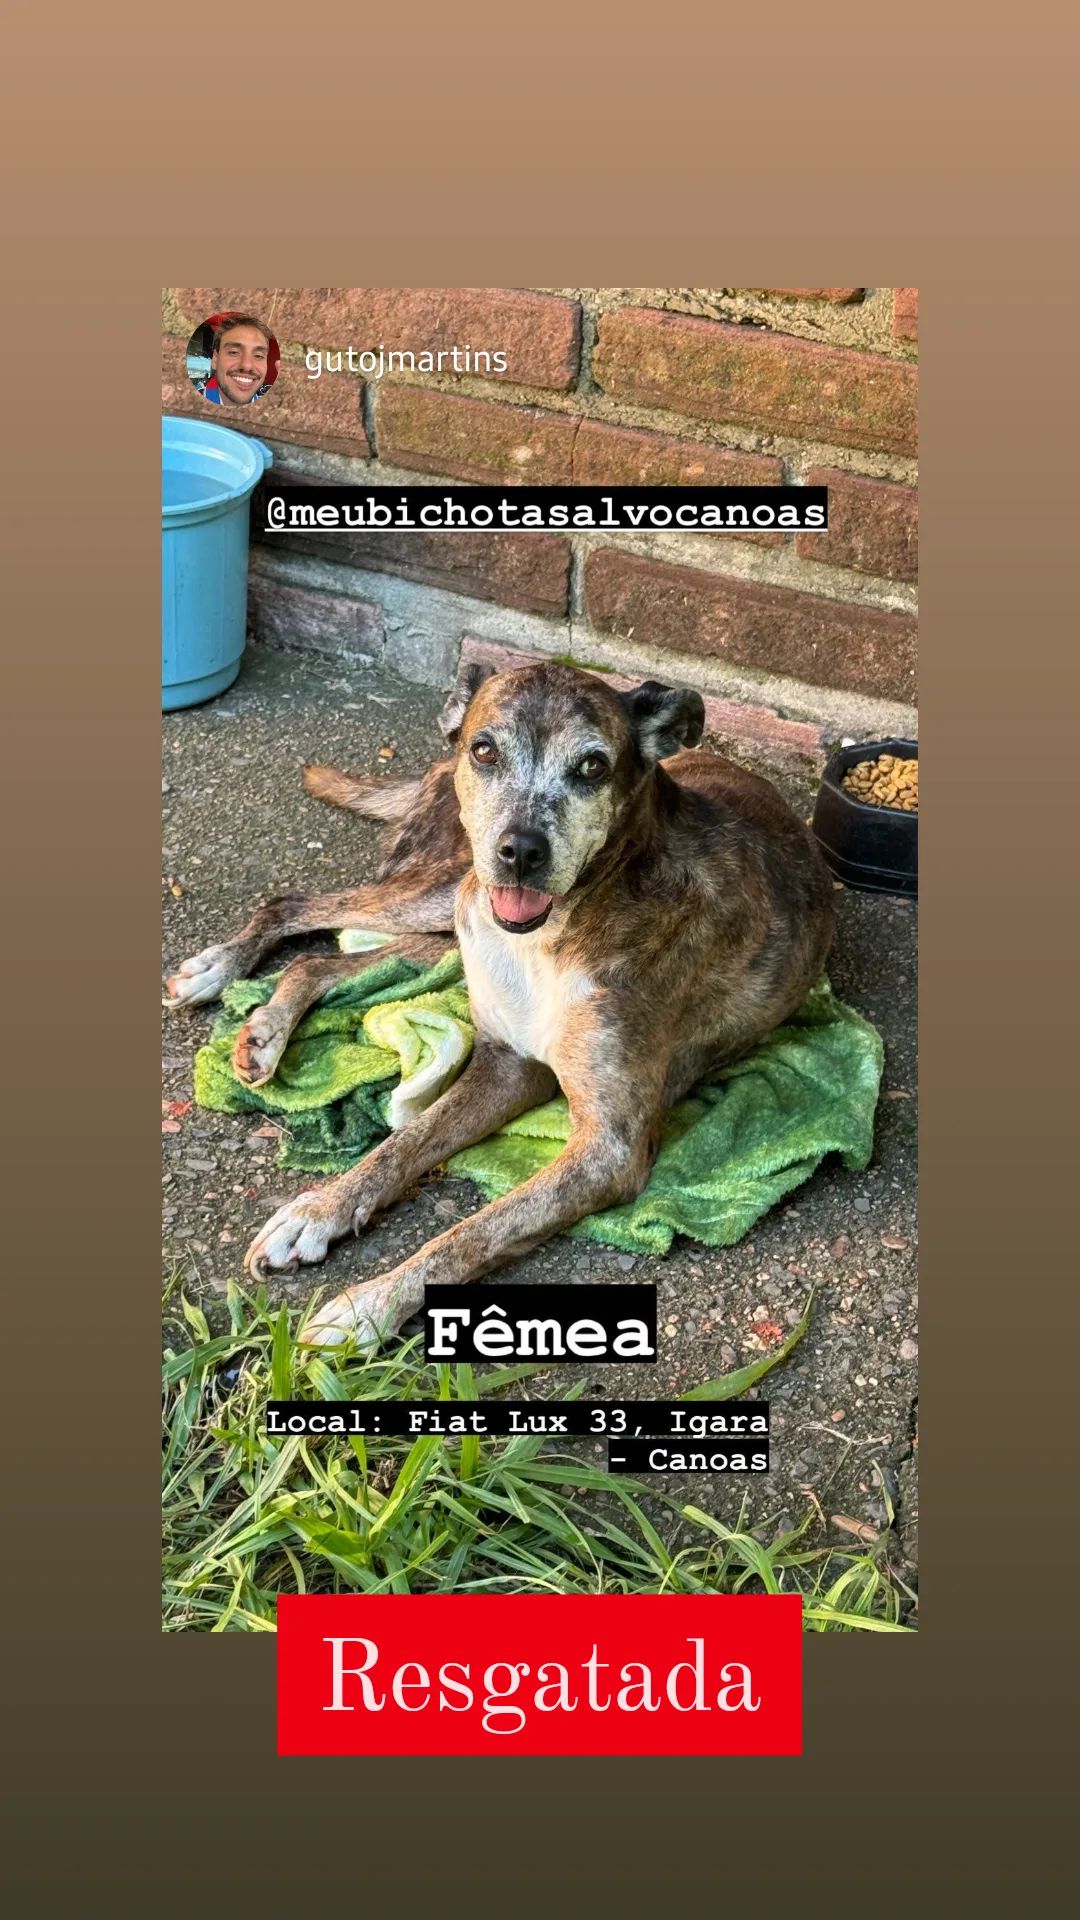 gutojmartins
@meubichotasalvocanoas
Fêmea
Local: Fiat Lux 33, Igara
- Canoas
Resgatada